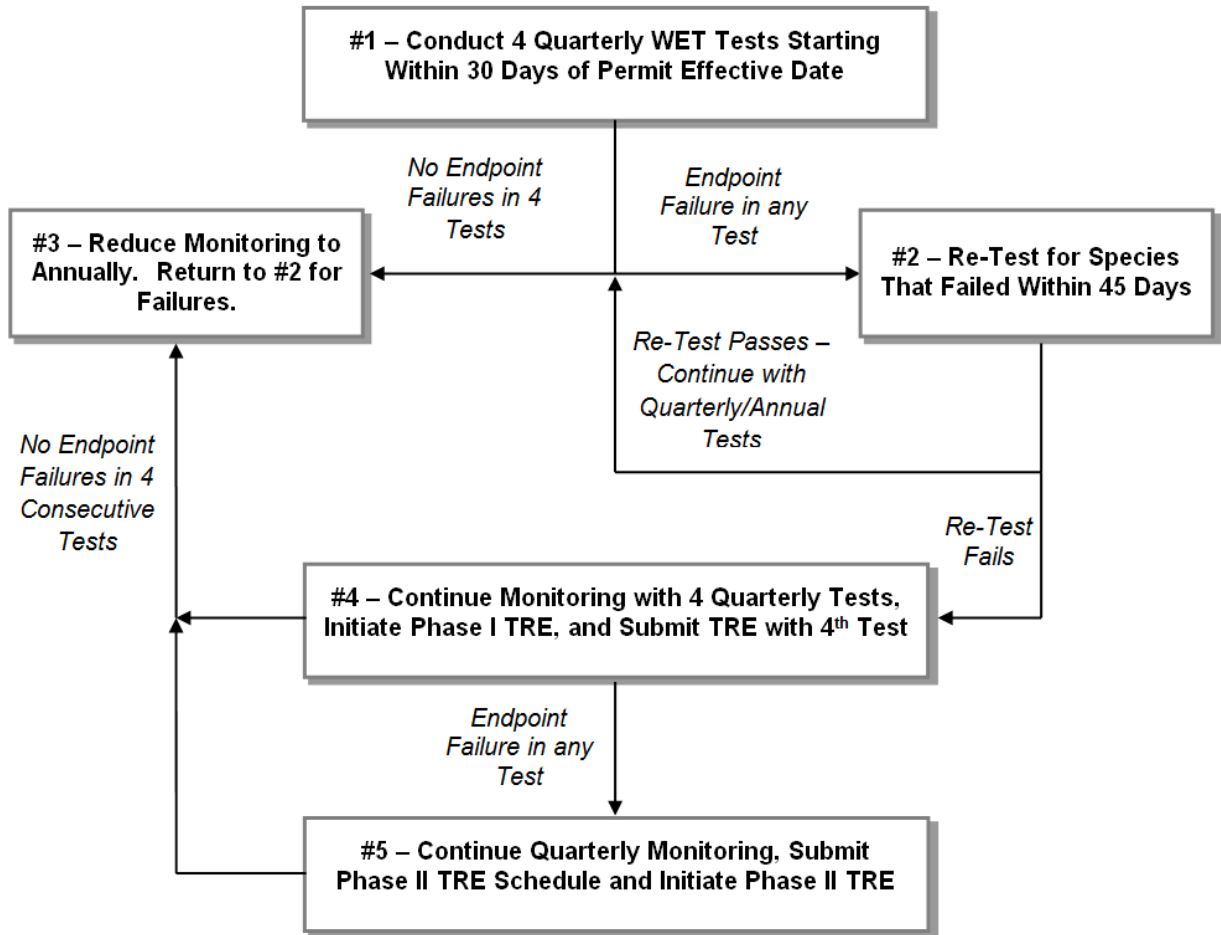 #1 – Conduct 4 Quarterly WET Tests Starting
Within 30 Days of Permit Effective Date
No Endpoint
Failures in 4
Tests
Endpoint
Failure in any
Test
#3 – Reduce Monitoring to
Annually.   Return to #2 for
Failures.
#2 – Re-Test for Species
That Failed Within 45 Days
Re-Test Passes –
Continue with
Quarterly/Annual
Tests
No Endpoint
Failures in 4
Consecutive
Tests
Re-Test
Fails
#4 – Continue Monitoring with 4 Quarterly Tests,
Initiate Phase I TRE, and Submit TRE with 4th Test
Endpoint
Failure in any
Test
#5 – Continue Quarterly Monitoring, Submit
Phase II TRE Schedule and Initiate Phase II TRE